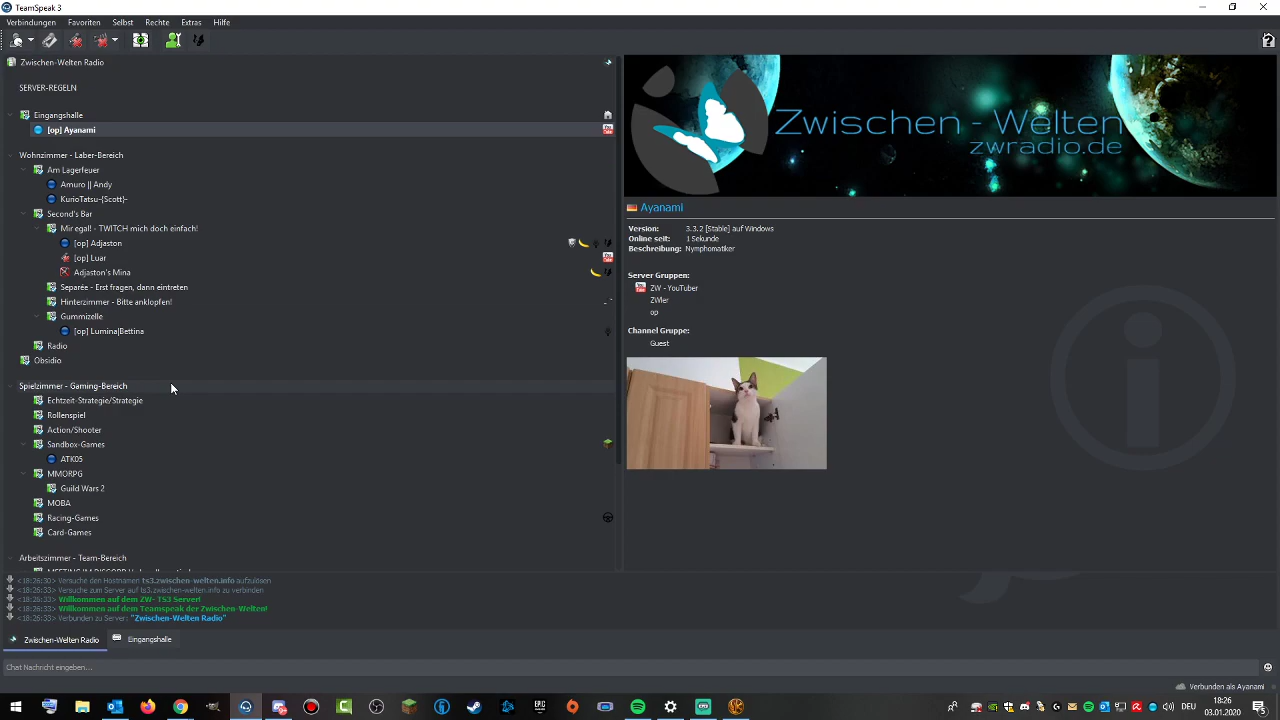 TeamSpeak 3
Verbindungen Favoriten Selbst Rechte Extras Hilfe
Zwischen-Welten Radio
SERVER-REGELN
Eingangshalle
[op] Ayanami
Wohnzimmer - Laber-Bereich
Am Lagerfeuer
Amuro || Andy
KurioTatsu-{Scott}-
Second's Bar
Mir egal! - TWITCH mich doch einfach!
[op] Adjaston
[op] Luar
Adjaston's Mina
Separée - Erst fragen, dann eintreten
Hinterzimmer - Bitte anklopfen!
Gummizelle
[op] Lumina|Bettina
Radio
Obsidio
Spielzimmer - Gaming-Bereich
Echtzeit-Strategie/Strategie
Rollenspiel
Action/Shooter
Sandbox-Games
ATK05
MMORPG
Guild Wars 2
MOBA
Racing-Games
Card-Games
Arbeitszimmer - Team-Bereich
Zwischen - Welten
zwradio.de
Ayanami
Version: 3.3.2 [Stable] auf Windows
Online seit: 1 Sekunde
Beschreibung: Nymphomatiker
Server Gruppen:
ZW - YouTuber
ZWler
op
Channel Gruppe:
Guest
<18:26:30> Versuche den Hostnamen ts3.zwischen-welten.info aufzulösen
<18:26:33> Versuche zum Server auf ts3.zwischen-welten.info zu verbinden
<18:26:33> Willkommen auf dem ZW- TS3 Server!
<18:26:33> Willkommen auf dem Teamspeak der Zwischen-Welten!
<18:26:33> Verbunden zu Server: "Zwischen-Welten Radio"
Zwischen-Welten Radio Eingangshalle
Chat Nachricht eingeben...
Verbunden als Ayanami
EPIC
DEU
18:26
03.01.2020